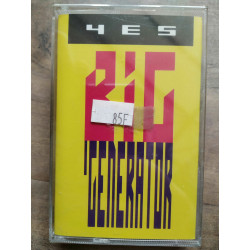 YES
BIG
85F
GENERATOR